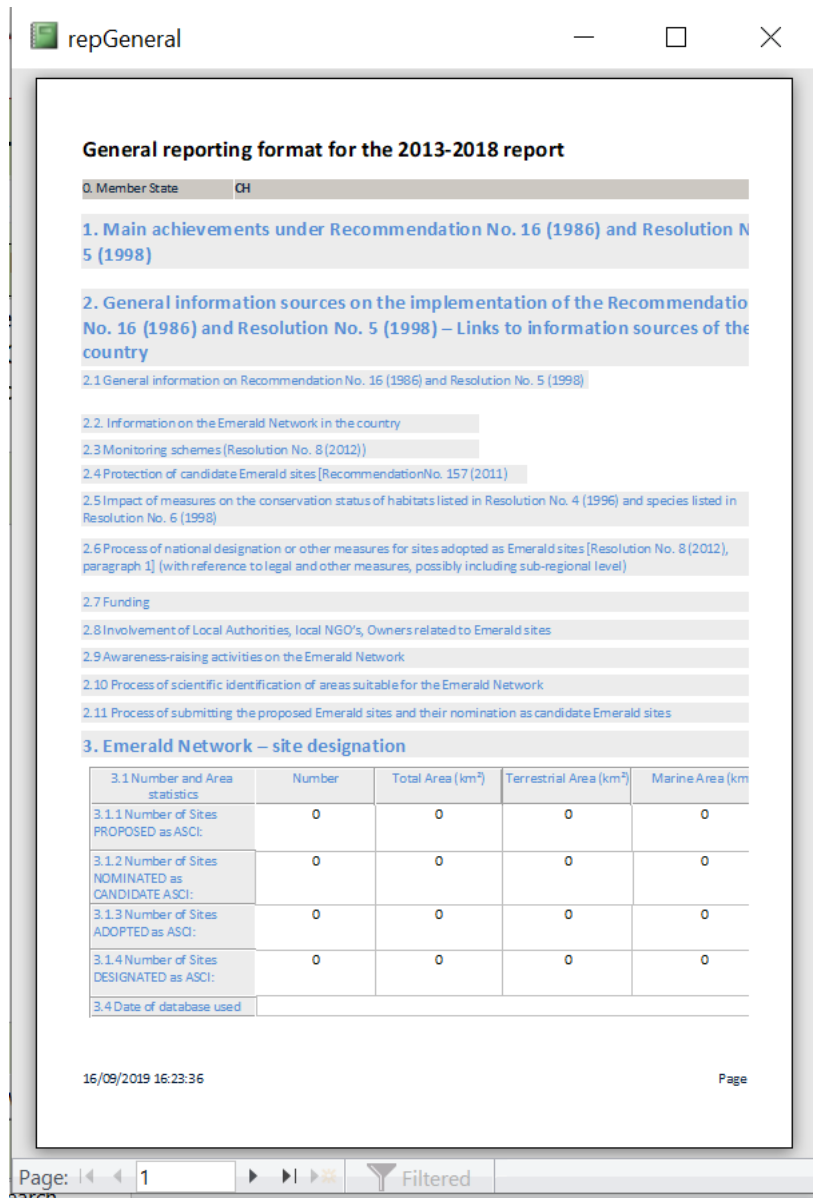 repGeneral
General reporting format for the 2013-2018 report
0. Member State CH
1. Main achievements under Recommendation No. 16 (1986) and Resolution N
5 (1998)
2. General information sources on the implementation of the Recommendatio
No. 16 (1986) and Resolution No. 5 (1998) – Links to information sources of the
country
2.1 General information on Recommendation No. 16 (1986) and Resolution No. 5 (1998)
2.2. Information on the Emerald Network in the country
2.3 Monitoring schemes (Resolution No. 8 (2012))
2.4 Protection of candidate Emerald sites [RecommendationNo. 157 (2011)
2.5 Impact of measures on the conservation status of habitats listed in Resolution No. 4 (1996) and species listed in
Resolution No. 6 (1998)
2.6 Process of national designation or other measures for sites adopted as Emerald sites [Resolution No. 8 (2012),
paragraph 1] (with reference to legal and other measures, possibly including sub-regional level)
2.7 Funding
2.8 Involvement of Local Authorities, local NGO's, Owners related to Emerald sites
2.9 Awareness-raising activities on the Emerald Network
2.10 Process of scientific identification of areas suitable for the Emerald Network
2.11 Process of submitting the proposed Emerald sites and their nomination as candidate Emerald sites
3. Emerald Network – site designation
3.1 Number and Area Number Total Area (km²) Terrestrial Area (km²) Marine Area (km
statistics
3.1.1 Number of Sites 0 0 0 0
PROPOSED as ASCI:
3.1.2 Number of Sites 0 0 0 0
NOMINATED as
CANDIDATE ASCI:
3.1.3 Number of Sites 0 0 0 0
ADOPTED as ASCI:
3.1.4 Number of Sites 0 0 0 0
DESIGNATED as ASCI:
3.4 Date of database used
16/09/2019 16:23:36 Page
Page: 1 Filtered